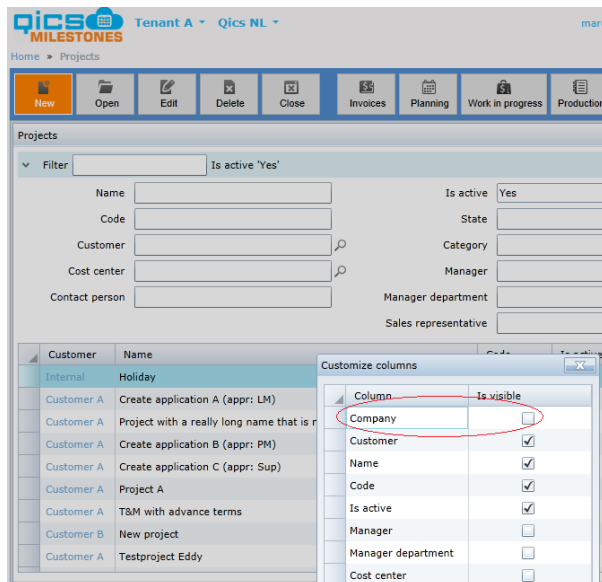 Qics Tenant A Qics NL mar
MILESTONES
Home » Projects
New Open Edit Delete Close Invoices Planning Work in progress Production
Projects
Filter Is active 'Yes'
Name Is active Yes
Code State
Customer Category
Cost center Manager
Contact person Manager department
Sales representative
Customer Name Code Is active
Internal Holiday
Customize columns
Customer A Create application A (appr: LM)
Column Is visible
Customer A Project with a really long name that is r
Company
Customer A Create application B (appr: PM)
Customer
Customer A Create application C (appr: Sup)
Name
Customer A Project A
Code
Customer A T&M with advance terms
Is active
Customer B New project
Manager
Customer A Testproject Eddy
Manager department
Cost center